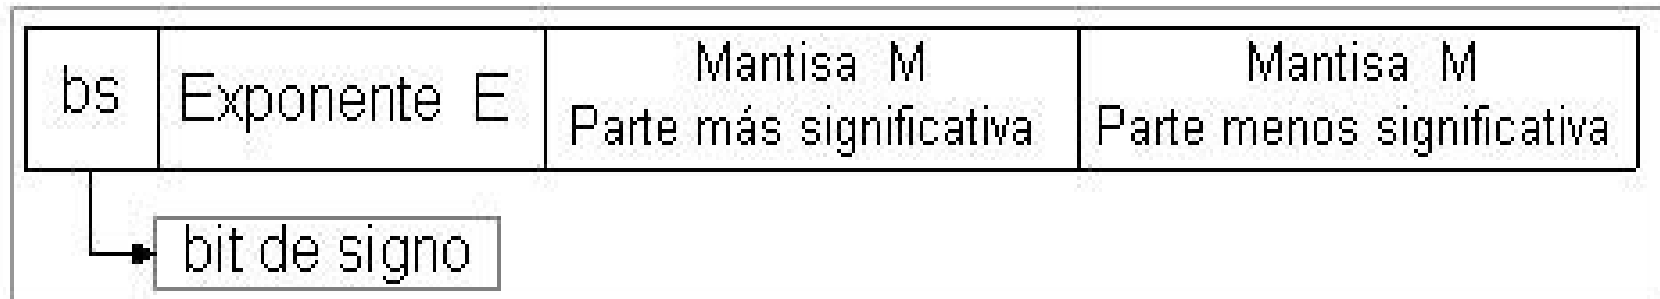 bs
Exponente E
Mantisa M
Parte más significativa
Mantisa M
Parte menos significativa
bit de signo